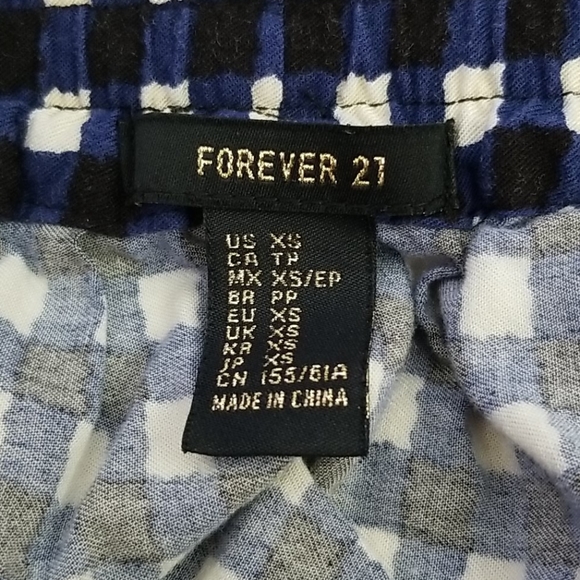 FOREVER 21
US XS
CA TP
MX XS/EP
BR PP
EU XS
UK XS
KR XS
JP XS
CN 155/61A
MADE IN CHINA